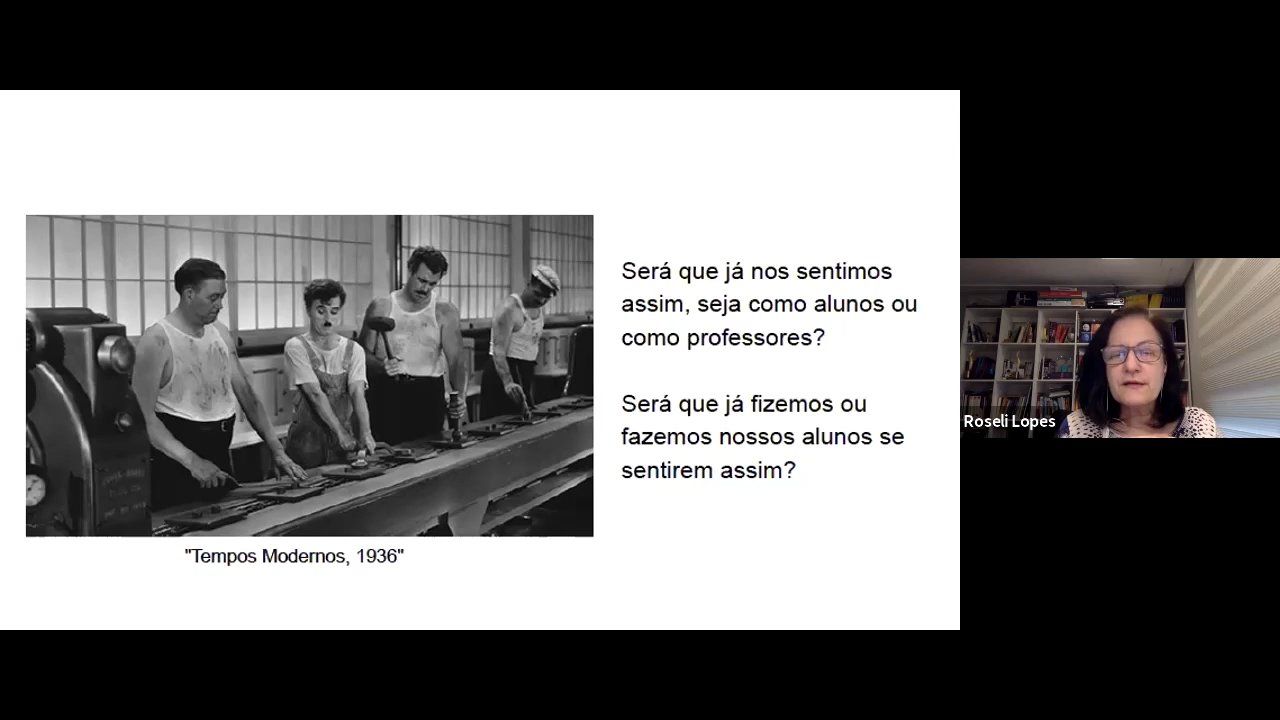 Será que já nos sentimos
assim, seja como alunos ou
como professores?
Será que já fizemos ou
fazemos nossos alunos se
sentirem assim?
"Tempos Modernos, 1936"
Roseli Lopes